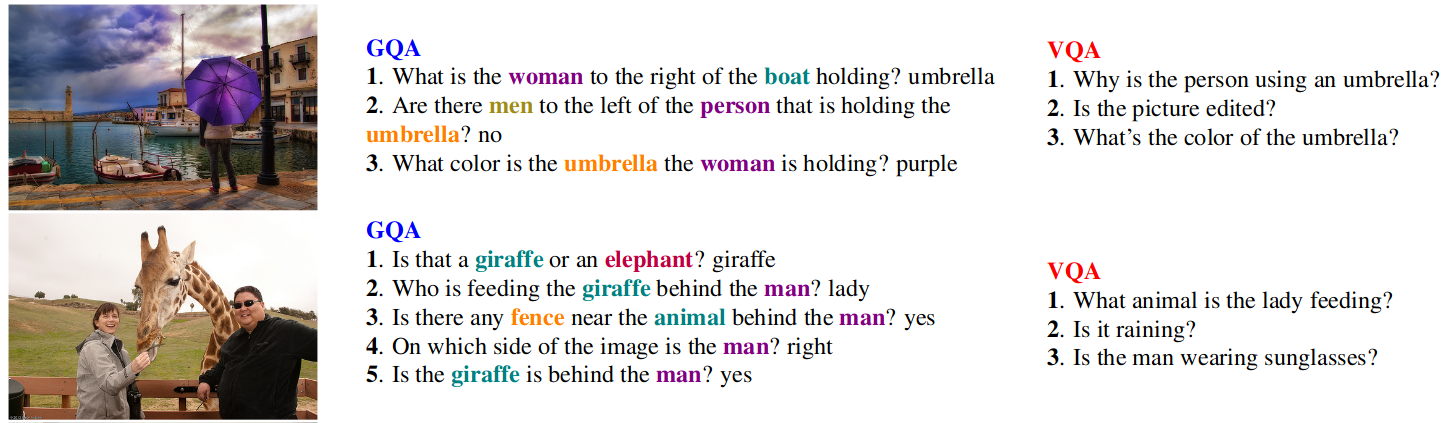 GQA
1. What is the woman to the right of the boat holding? umbrella
2. Are there men to the left of the person that is holding the
umbrella? no
3. What color is the umbrella the woman is holding? purple
VQA
1. Why is the person using an umbrella?
2. Is the picture edited?
3. What's the color of the umbrella?
GQA
1. Is that a giraffe or an elephant? giraffe
2. Who is feeding the giraffe behind the man? lady
3. Is there any fence near the animal behind the man? yes
4. On which side of the image is the man? right
5. Is the giraffe is behind the man? yes
VQA
1. What animal is the lady feeding?
2. Is it raining?
3. Is the man wearing sunglasses?